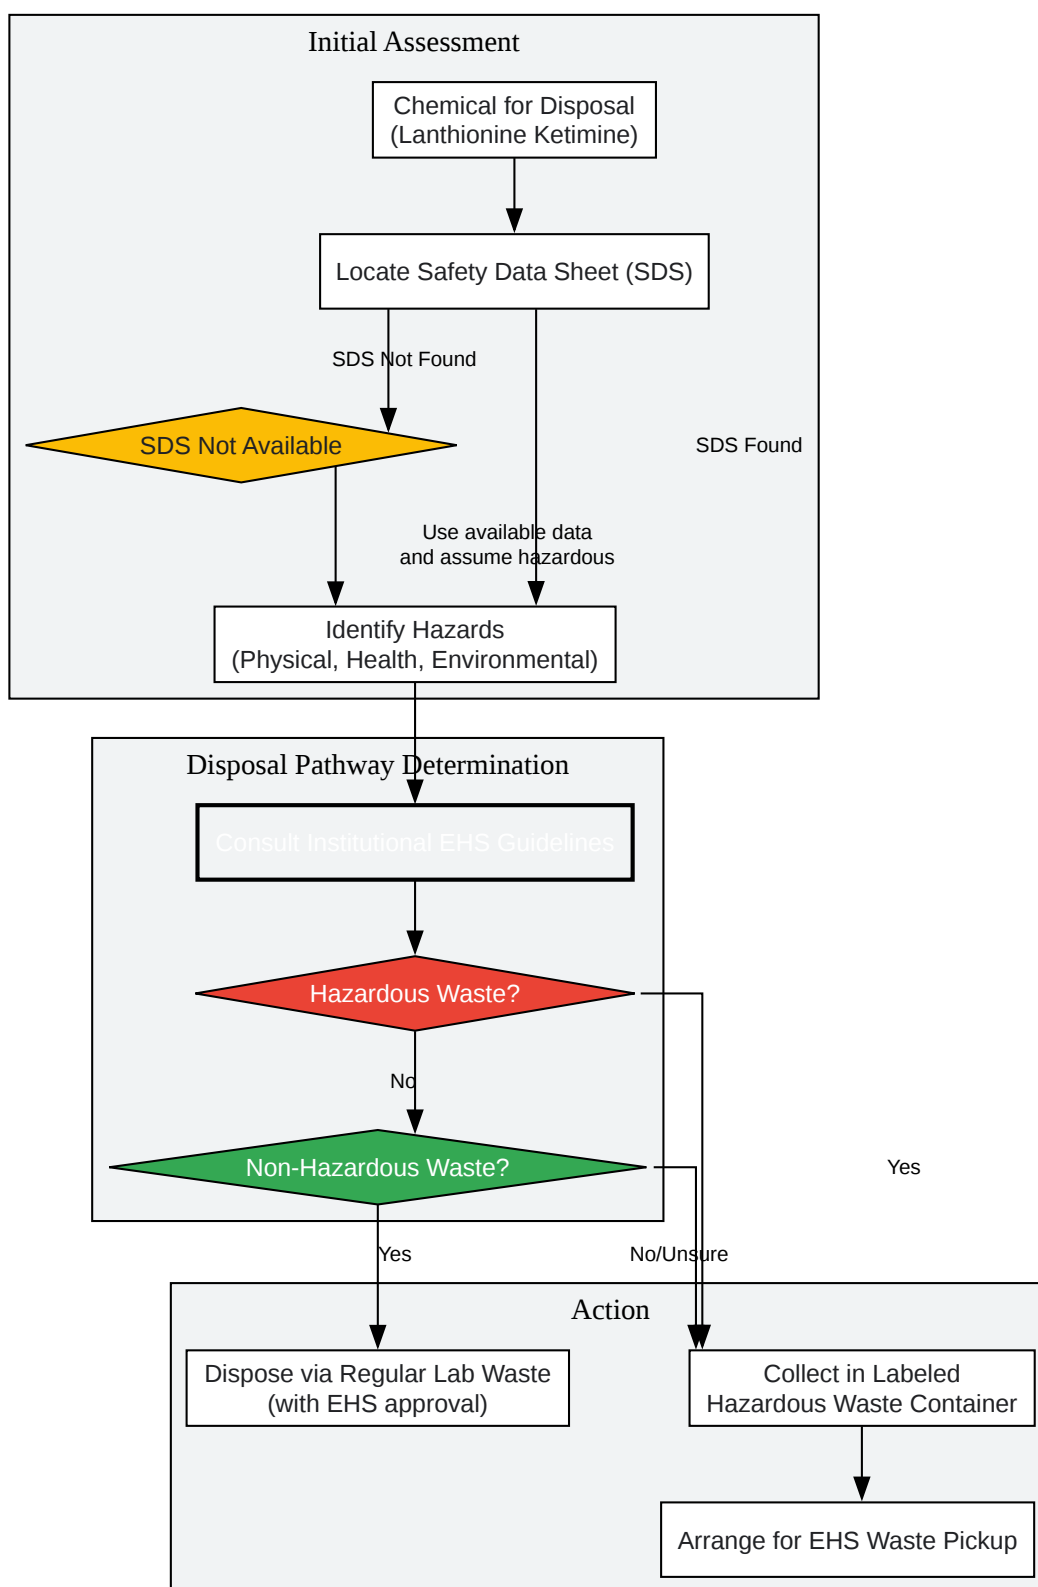 Initial Assessment
Chemical for Disposal
(Lanthionine Ketimine)
Locate Safety Data Sheet (SDS)
SDS Not Found
SDS Not Available
SDS Found
Use available data
and assume hazardous
Identify Hazards
(Physical, Health, Environmental)
Disposal Pathway Determination
Consult Institutional EHS Guidelines
Hazardous Waste?
No
Non-Hazardous Waste?
Yes
Yes
No/Unsure
Action
Dispose via Regular Lab Waste
(with EHS approval)
Collect in Labeled
Hazardous Waste Container
Arrange for EHS Waste Pickup